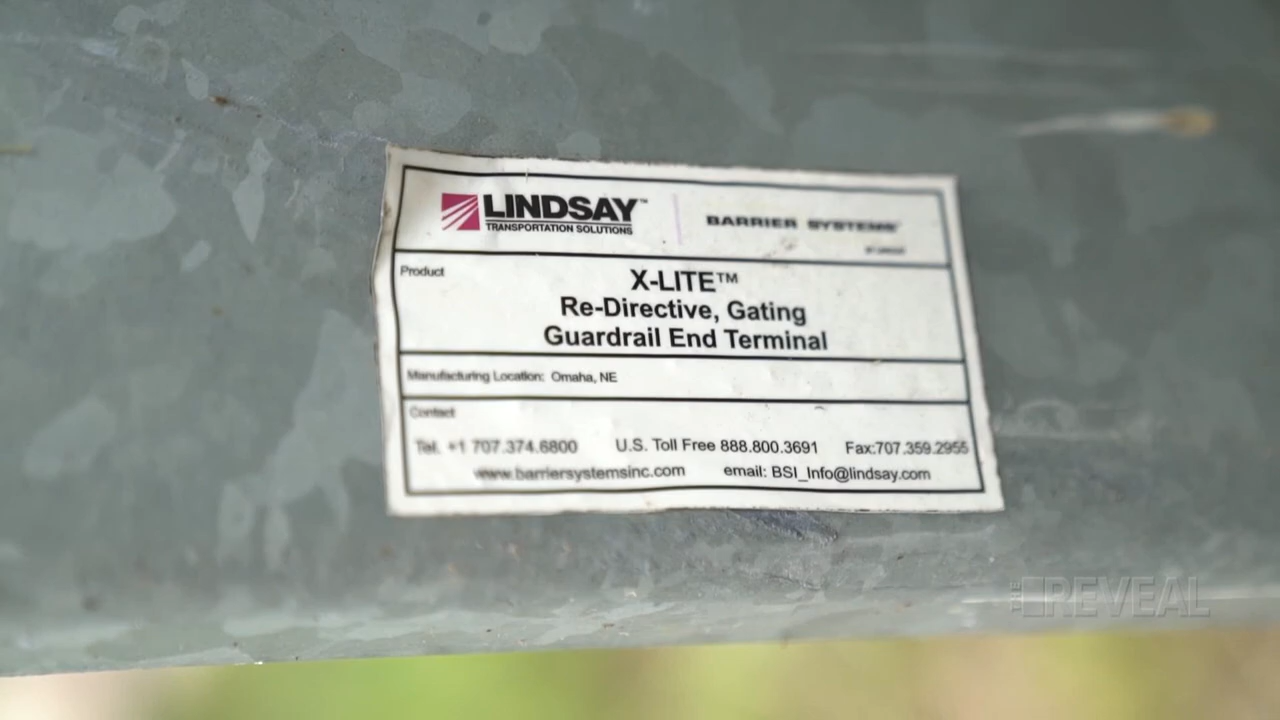 LINDSAY™
TRANSPORTATION SOLUTIONS
BARRIER SYSTEMS
Product
X-LITE™
Re-Directive, Gating
Guardrail End Terminal
Manufacturing Location: Omaha, NE
Contact
Tel. +1 707.374.6800 U.S. Toll Free 888.800.3691 Fax:707.359.2955
www.barriersystemsinc.com email: BSI_Info@lindsay.com
THE REVEAL